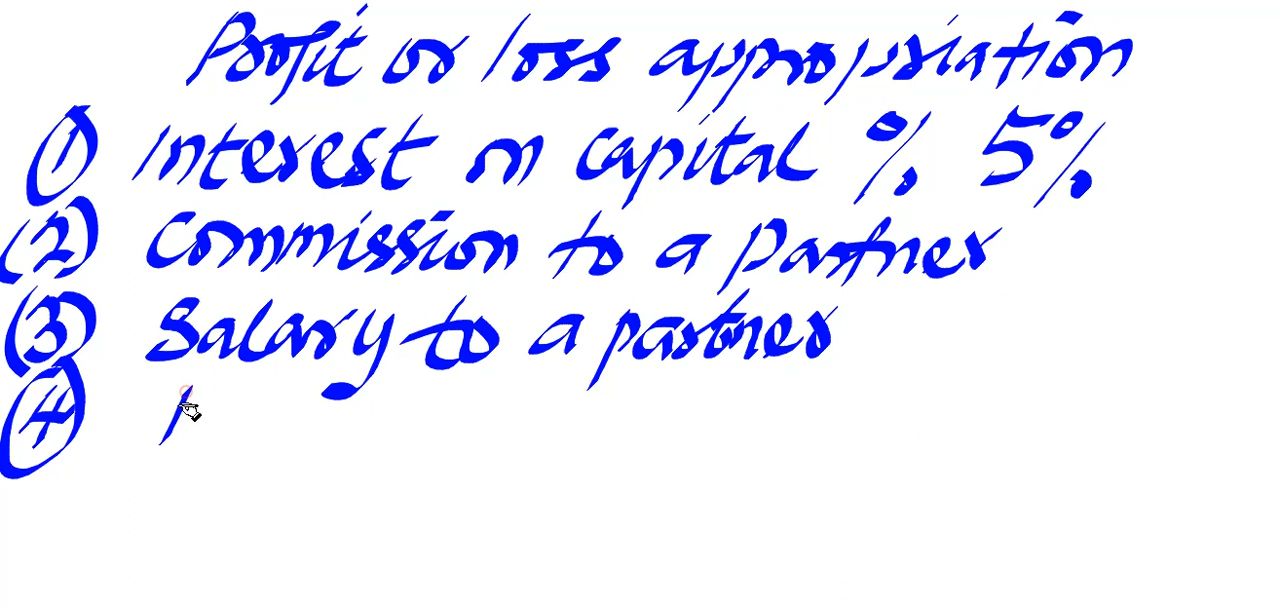 Profit or loss appropriation
(1) Interest on capital % 5%
(2) Commission to a Partner
(3) Salary to a partner
(4)